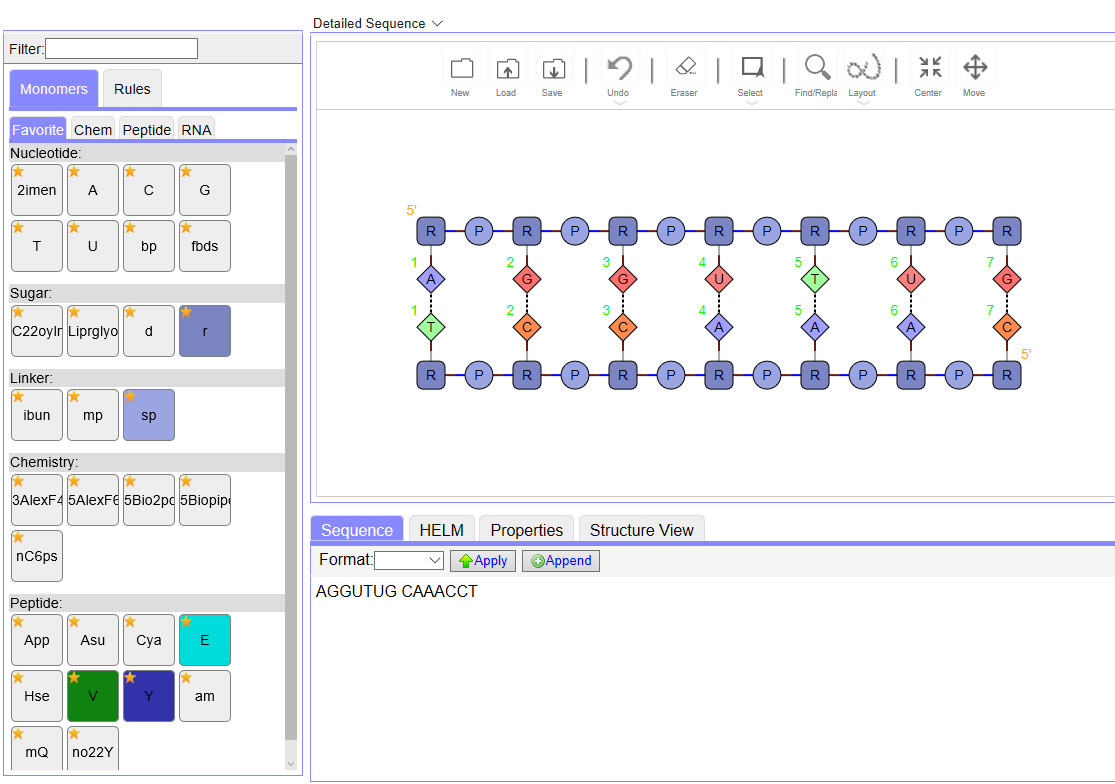 Detailed Sequence
Filter:
Monomers Rules
Favorite Chem Peptide RNA
Nucleotide:
2imen A C G
T U bp fbds
Sugar:
C22oyl Liprglyo d r
Linker:
ibun mp sp
Chemistry:
3AlexF4 5AlexF6 5Bio2pc 5Biopip
nC6ps
Peptide:
App Asu Cya E
Hse V Y am
mQ no22Y
New Load Save Undo Eraser Select Find/Repla Layout Center Move
5'
R P R P R P R P R P R P R
1 2 3 4 5 6 7
A G G U T U G
1 2 3 4 5 6 7
T C C A A A C
5'
R P R P R P R P R P R P R
Sequence HELM Properties Structure View
Format: Apply Append
AGGUTUG CAAACCT